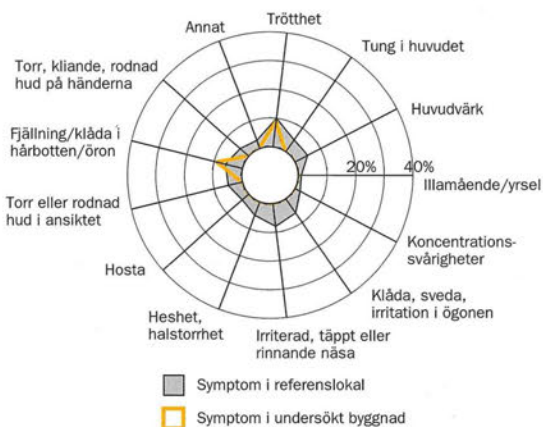 Trötthet
Annat
Tung i huvudet
Torr, kliande, rodnad
hud på händerna
Huvudvärk
Fjällning/klåda i
hårbotten/öron
20% 40%
Illamående/yrsel
Torr eller rodnad
hud i ansiktet
Koncentrations-
svårigheter
Hosta
Klåda, sveda,
irritation i ögonen
Heshet,
halstorrhet
Irriterad, täppt eller
rinnande näsa
Symptom i referenslokal
Symptom i undersökt byggnad